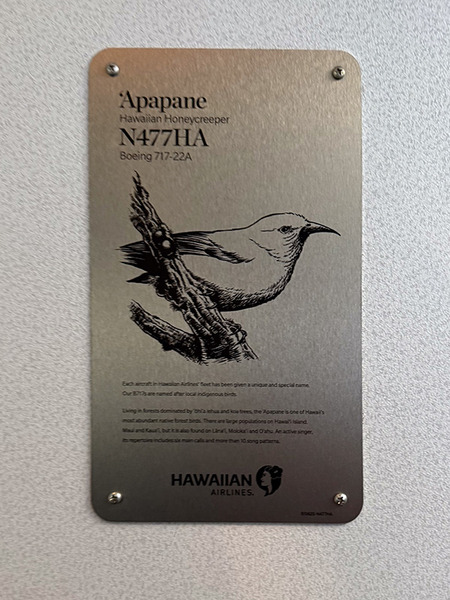 ʻApapane
Hawaiian Honeycreeper
N477HA
Boeing 717-22A
Each aircraft in Hawaiian Airlines' fleet has been given a unique and special name.
Our B717s are named after local indigenous birds.
Living in forests dominated by ʻōhiʻa lehua and koa trees, the ʻApapane is one of Hawaiʻi's
most abundant native forest birds. There are large populations on Hawaiʻi Island,
Maui and Kauaʻi, but it is also found on Lānaʻi, Molokaʻi and Oʻahu. An active singer,
its repertoire includes six main calls and more than 10 song patterns.
HAWAIIAN
AIRLINES.